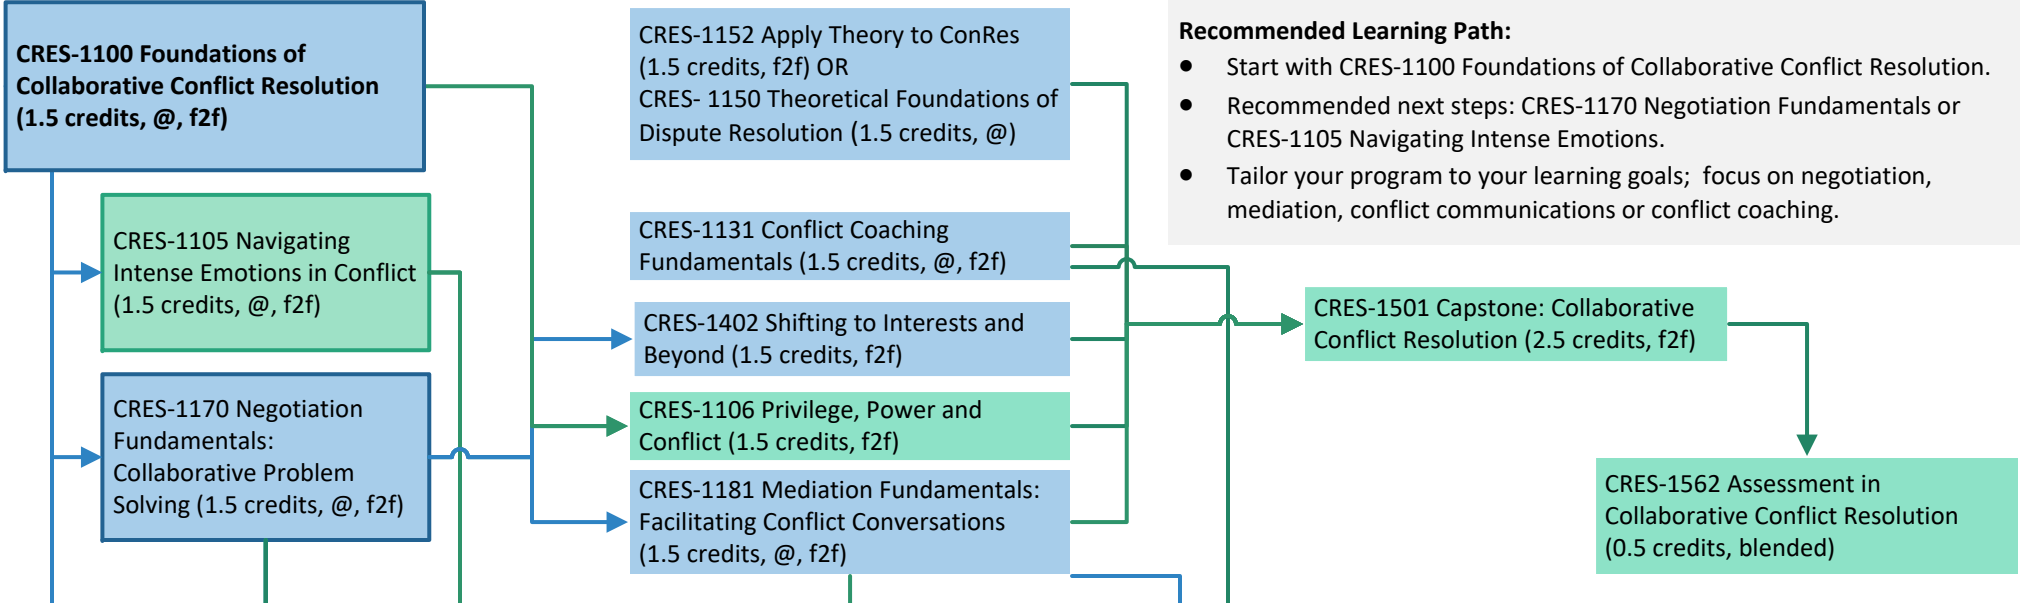 CRES-1100 Foundations of
Collaborative Conflict Resolution
(1.5 credits, @, f2f)
CRES-1105 Navigating
Intense Emotions in Conflict
(1.5 credits, @, f2f)
CRES-1170 Negotiation
Fundamentals:
Collaborative Problem
Solving (1.5 credits, @, f2f)
CRES-1152 Apply Theory to ConRes
(1.5 credits, f2f) OR
CRES- 1150 Theoretical Foundations of
Dispute Resolution (1.5 credits, @)
CRES-1131 Conflict Coaching
Fundamentals (1.5 credits, @, f2f)
CRES-1402 Shifting to Interests and
Beyond (1.5 credits, f2f)
CRES-1106 Privilege, Power and
Conflict (1.5 credits, f2f)
CRES-1181 Mediation Fundamentals:
Facilitating Conflict Conversations
(1.5 credits, @, f2f)
Recommended Learning Path:
● Start with CRES-1100 Foundations of Collaborative Conflict Resolution.
● Recommended next steps: CRES-1170 Negotiation Fundamentals or
CRES-1105 Navigating Intense Emotions.
● Tailor your program to your learning goals; focus on negotiation,
mediation, conflict communications or conflict coaching.
CRES-1501 Capstone: Collaborative
Conflict Resolution (2.5 credits, f2f)
CRES-1562 Assessment in
Collaborative Conflict Resolution
(0.5 credits, blended)